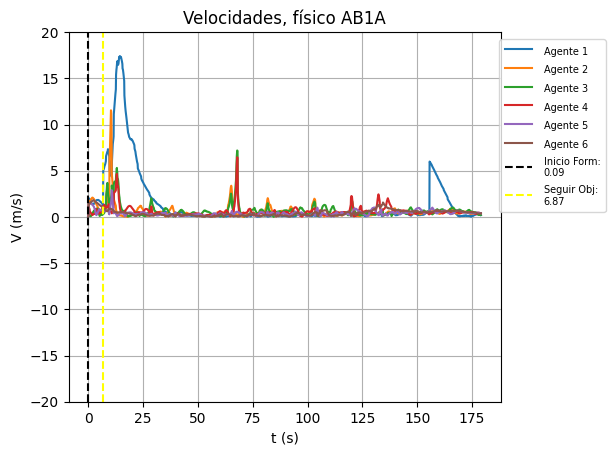 Velocidades, físico AB1A
V (m/s)
20
15
10
5
0
−5
−10
−15
−20
0
25
50
75
100
125
150
175
t (s)
Agente 1
Agente 2
Agente 3
Agente 4
Agente 5
Agente 6
Inicio Form:
0.09
Seguir Obj:
6.87